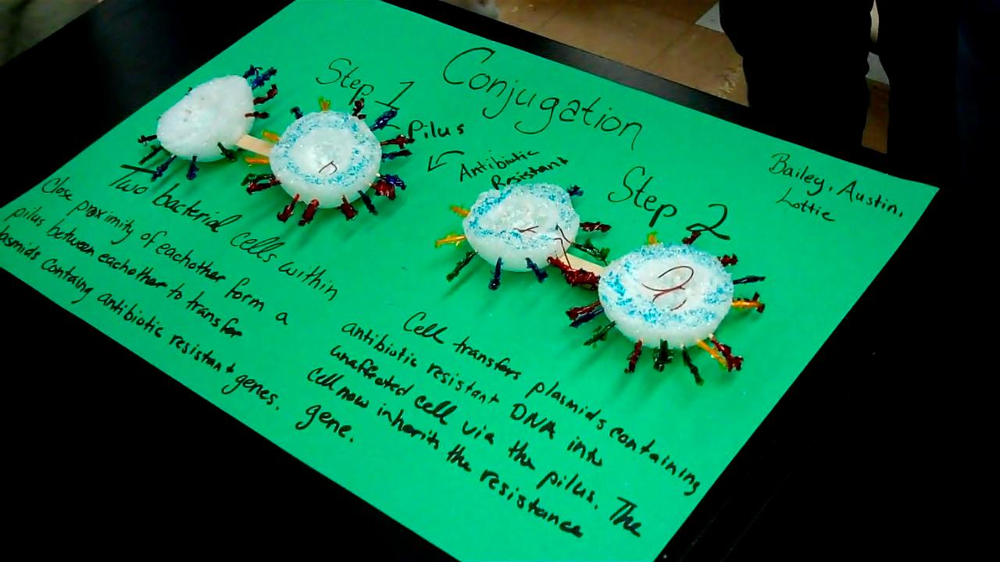 Conjugation
Bailey, Austin,
Lottie
Step 1
Pilus
Antibiotic
Resistant
Two bacterial cells within
Close proximity of eachother form a
pilus between eachother to transfer
lasmids containg antibiotic resistant genes.
Step 2
Cell transfers plasmids containing
antibiotic resistant DNA into
unaffected cell via the pilus. The
Cell now inherits the resistance
gene.